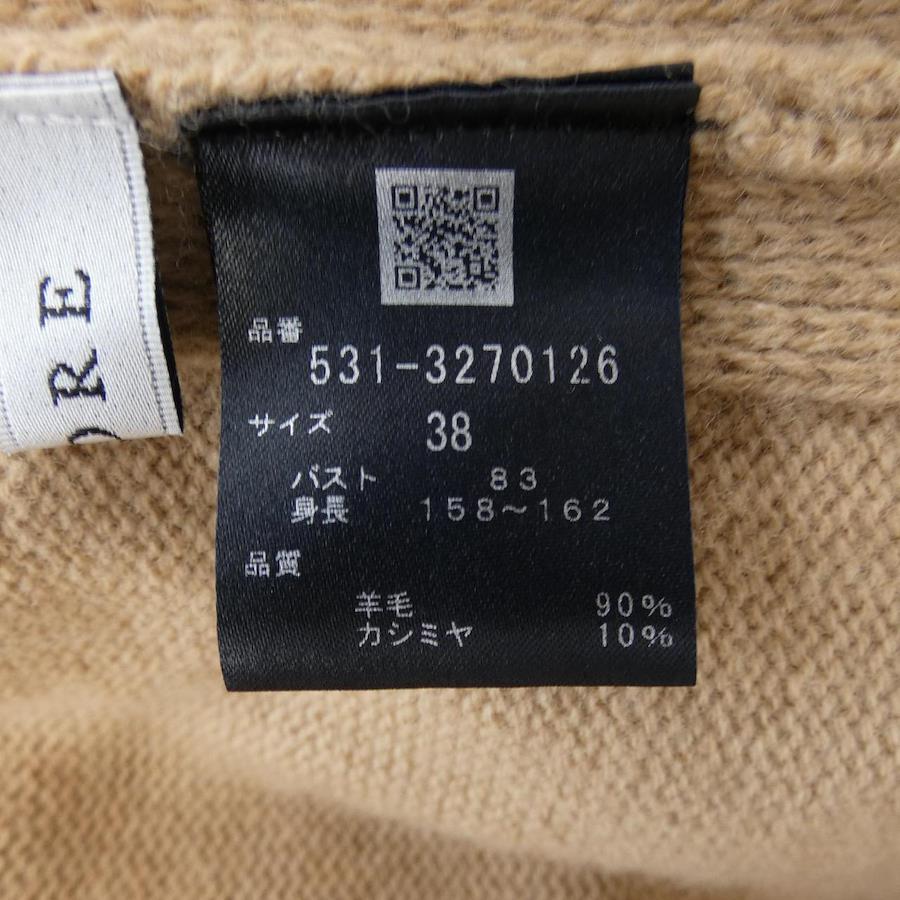 品番
531-3270126
サイズ 38
バスト 83
身長 158～162
品質
羊毛 90%
カシミヤ 10%
ORE